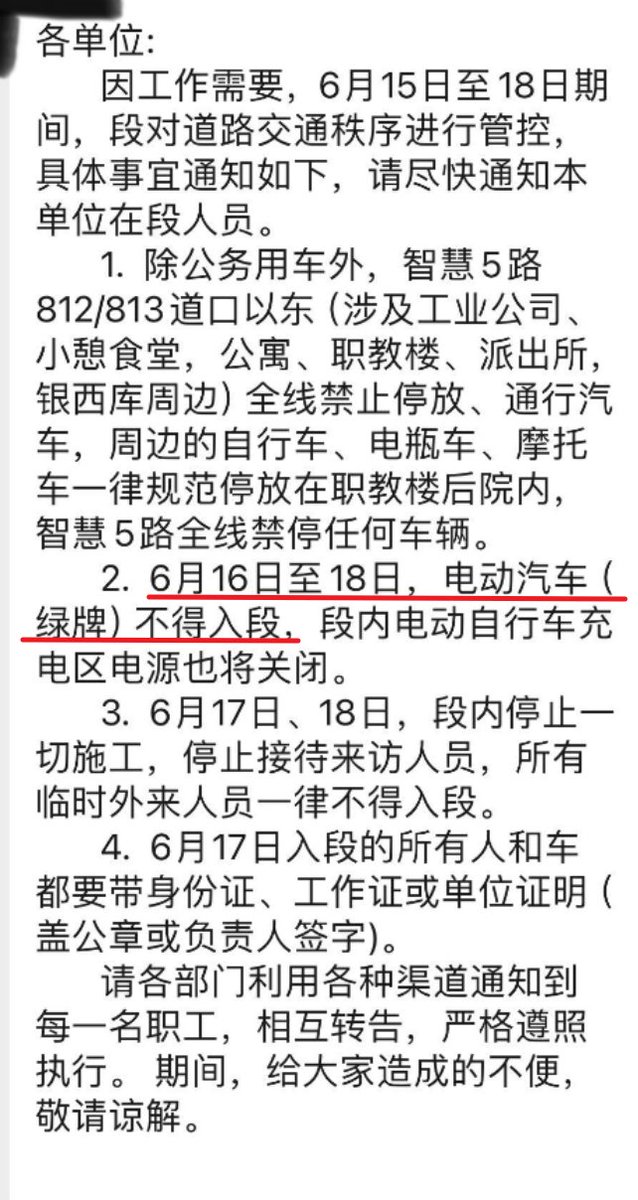 各单位:
因工作需要，6月15日至18日期
间，段对道路交通秩序进行管控，
具体事宜通知如下，请尽快通知本
单位在段人员。
1. 除公务用车外，智慧5路
812/813道口以东（涉及工业公司、
小憩食堂，公寓、职教楼、派出所，
银西库周边）全线禁止停放、通行汽
车，周边的自行车、电瓶车、摩托
车一律规范停放在职教楼后院内，
智慧5路全线禁停任何车辆。
2. 6月16日至18日，电动汽车（
绿牌）不得入段，段内电动自行车充
电区电源也将关闭。
3. 6月17日、18日，段内停止一
切施工，停止接待来访人员，所有
临时外来人员一律不得入段。
4. 6月17日入段的所有人和车
都要带身份证、工作证或单位证明（
盖公章或负责人签字)。
请各部门利用各种渠道通知到
每一名职工，相互转告，严格遵照
执行。期间，给大家造成的不便，
敬请谅解。